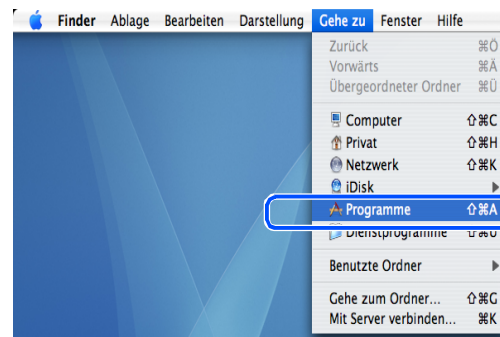 Finder Ablage Bearbeiten Darstellung Gehe zu Fenster Hilfe
Zurück ⌘Ö
Vorwärts ⌘Ä
Übergeordneter Ordner ⌘Ü
Computer ⇧⌘C
Privat ⇧⌘H
Netzwerk ⇧⌘K
iDisk
Programme ⇧⌘A
Dienstprogramme ⇧⌘U
Benutzte Ordner
Gehe zum Ordner... ⇧⌘G
Mit Server verbinden... ⌘K